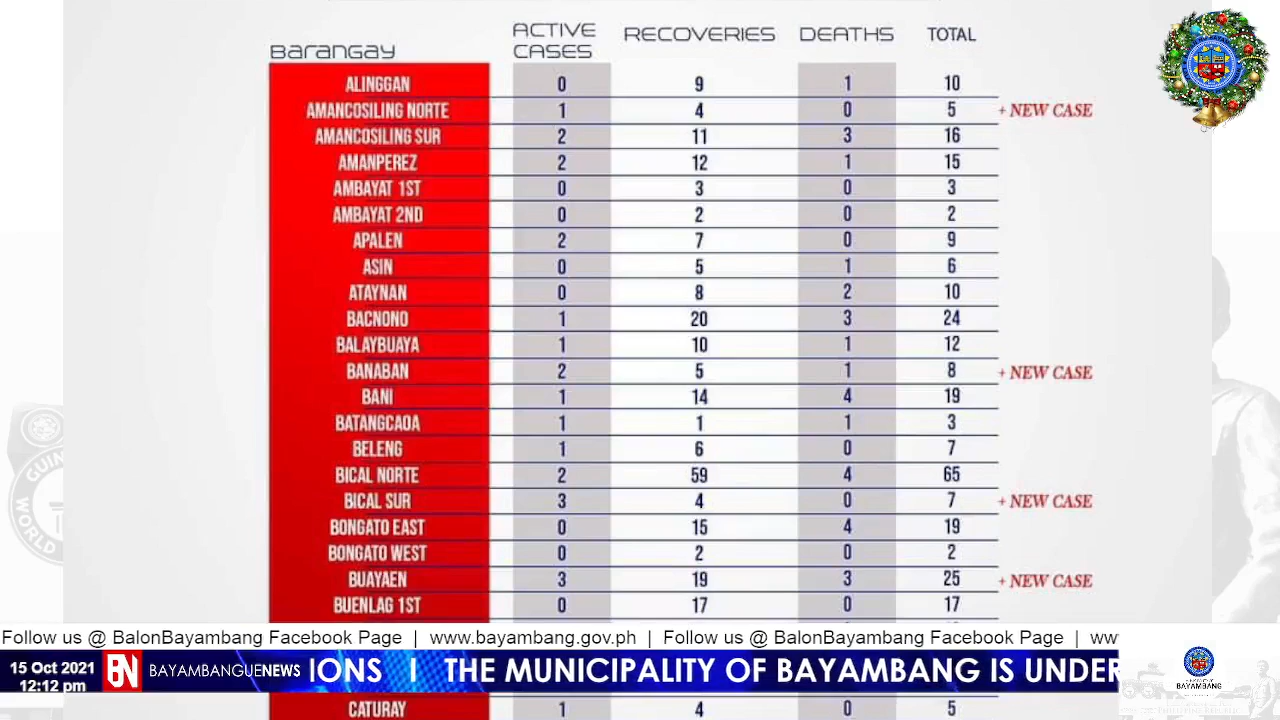 Barangay ACTIVE CASES RECOVERIES DEATHS TOTAL
ALINGGAN 0 9 1 10
AMANCOSILING NORTE 1 4 0 5 + NEW CASE
AMANCOSILING SUR 2 11 3 16
AMANPEREZ 2 12 1 15
AMBAYAT 1ST 0 3 0 3
AMBAYAT 2ND 0 2 0 2
APALEN 2 7 0 9
ASIN 0 5 1 6
ATAYNAN 0 8 2 10
BACNONO 1 20 3 24
BALAYBUAYA 1 10 1 12
BANABAN 2 5 1 8 + NEW CASE
BANI 1 14 4 19
BATANGCAOA 1 1 1 3
BELENG 1 6 0 7
BICAL NORTE 2 59 4 65
BICAL SUR 3 4 0 7 + NEW CASE
BONGATO EAST 0 15 4 19
BONGATO WEST 0 2 0 2
BUAYAEN 3 19 3 25 + NEW CASE
BUENLAG 1ST 0 17 0 17
Follow us @ BalonBayambang Facebook Page | www.bayambang.gov.ph | Follow us @ BalonBayambang Facebook Page | ww
15 Oct 2021
12:12 pm
BN BAYAMBANGUENEWS
IONS I THE MUNICIPALITY OF BAYAMBANG IS UNDER
BAYAMBANG
CATURAY 1 4 0 5